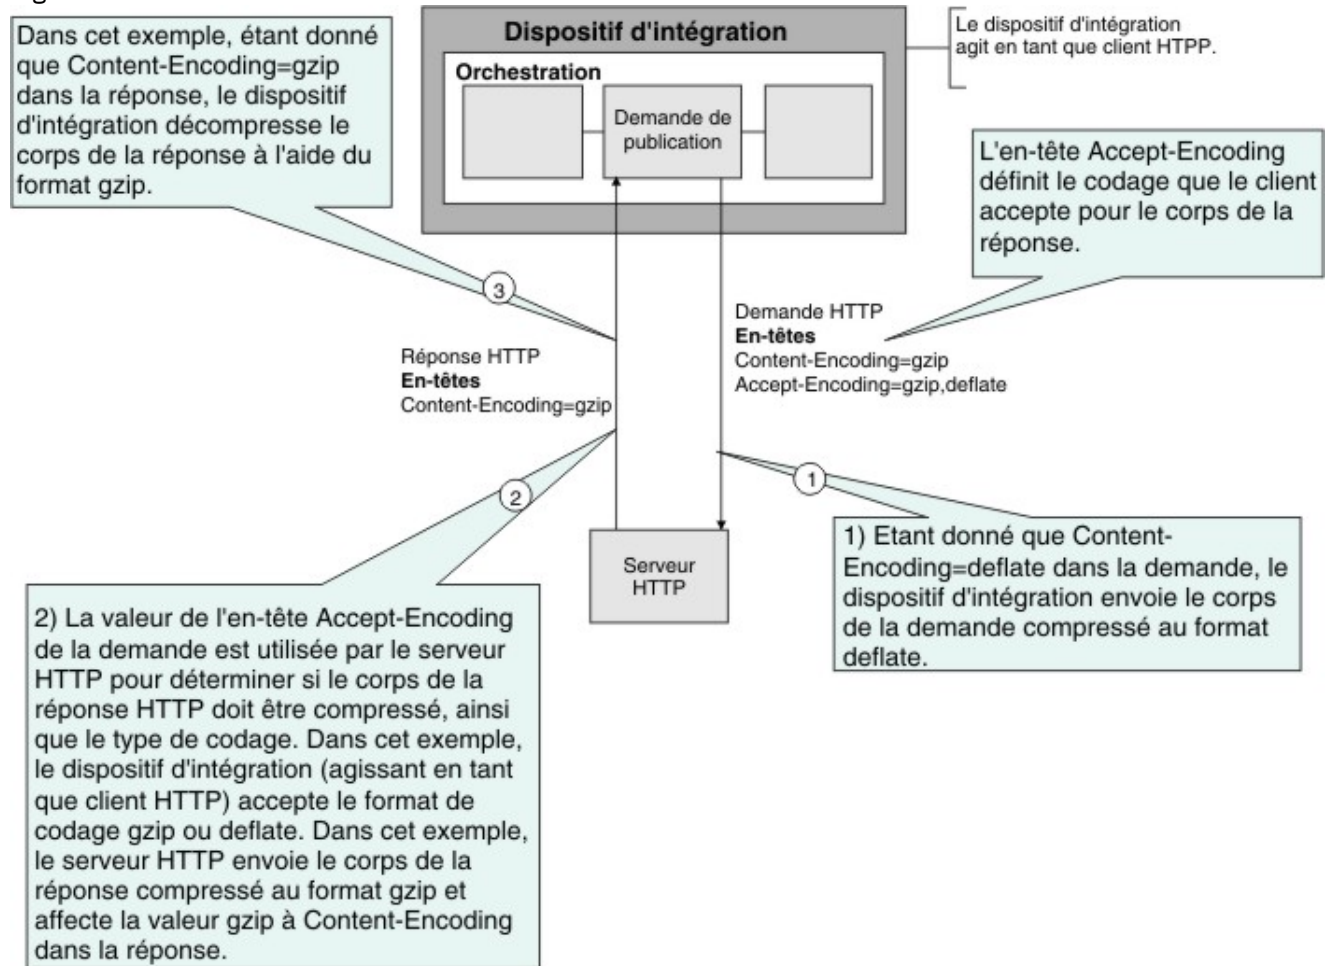 Dans cet exemple, étant donné
que Content-Encoding=gzip
dans la réponse, le dispositif
d'intégration décompresse le
corps de la réponse à l'aide du
format gzip.
Dispositif d'intégration
Orchestration
Demande de
publication
Le dispositif d'intégration
agit en tant que client HTPP.
L'en-tête Accept-Encoding
définit le codage que le client
accepte pour le corps de la
réponse.
3
Demande HTTP
En-têtes
Content-Encoding=gzip
Accept-Encoding=gzip,deflate
Réponse HTTP
En-têtes
Content-Encoding=gzip
2
1
Serveur
HTTP
1) Etant donné que Content-
Encoding=deflate dans la demande, le
dispositif d'intégration envoie le corps
de la demande compressé au format
deflate.
2) La valeur de l'en-tête Accept-Encoding
de la demande est utilisée par le serveur
HTTP pour déterminer si le corps de la
réponse HTTP doit être compressé, ainsi
que le type de codage. Dans cet exemple,
le dispositif d'intégration (agissant en tant
que client HTTP) accepte le format de
codage gzip ou deflate. Dans cet exemple,
le serveur HTTP envoie le corps de la
réponse compressé au format gzip et
affecte la valeur gzip à Content-Encoding
dans la réponse.